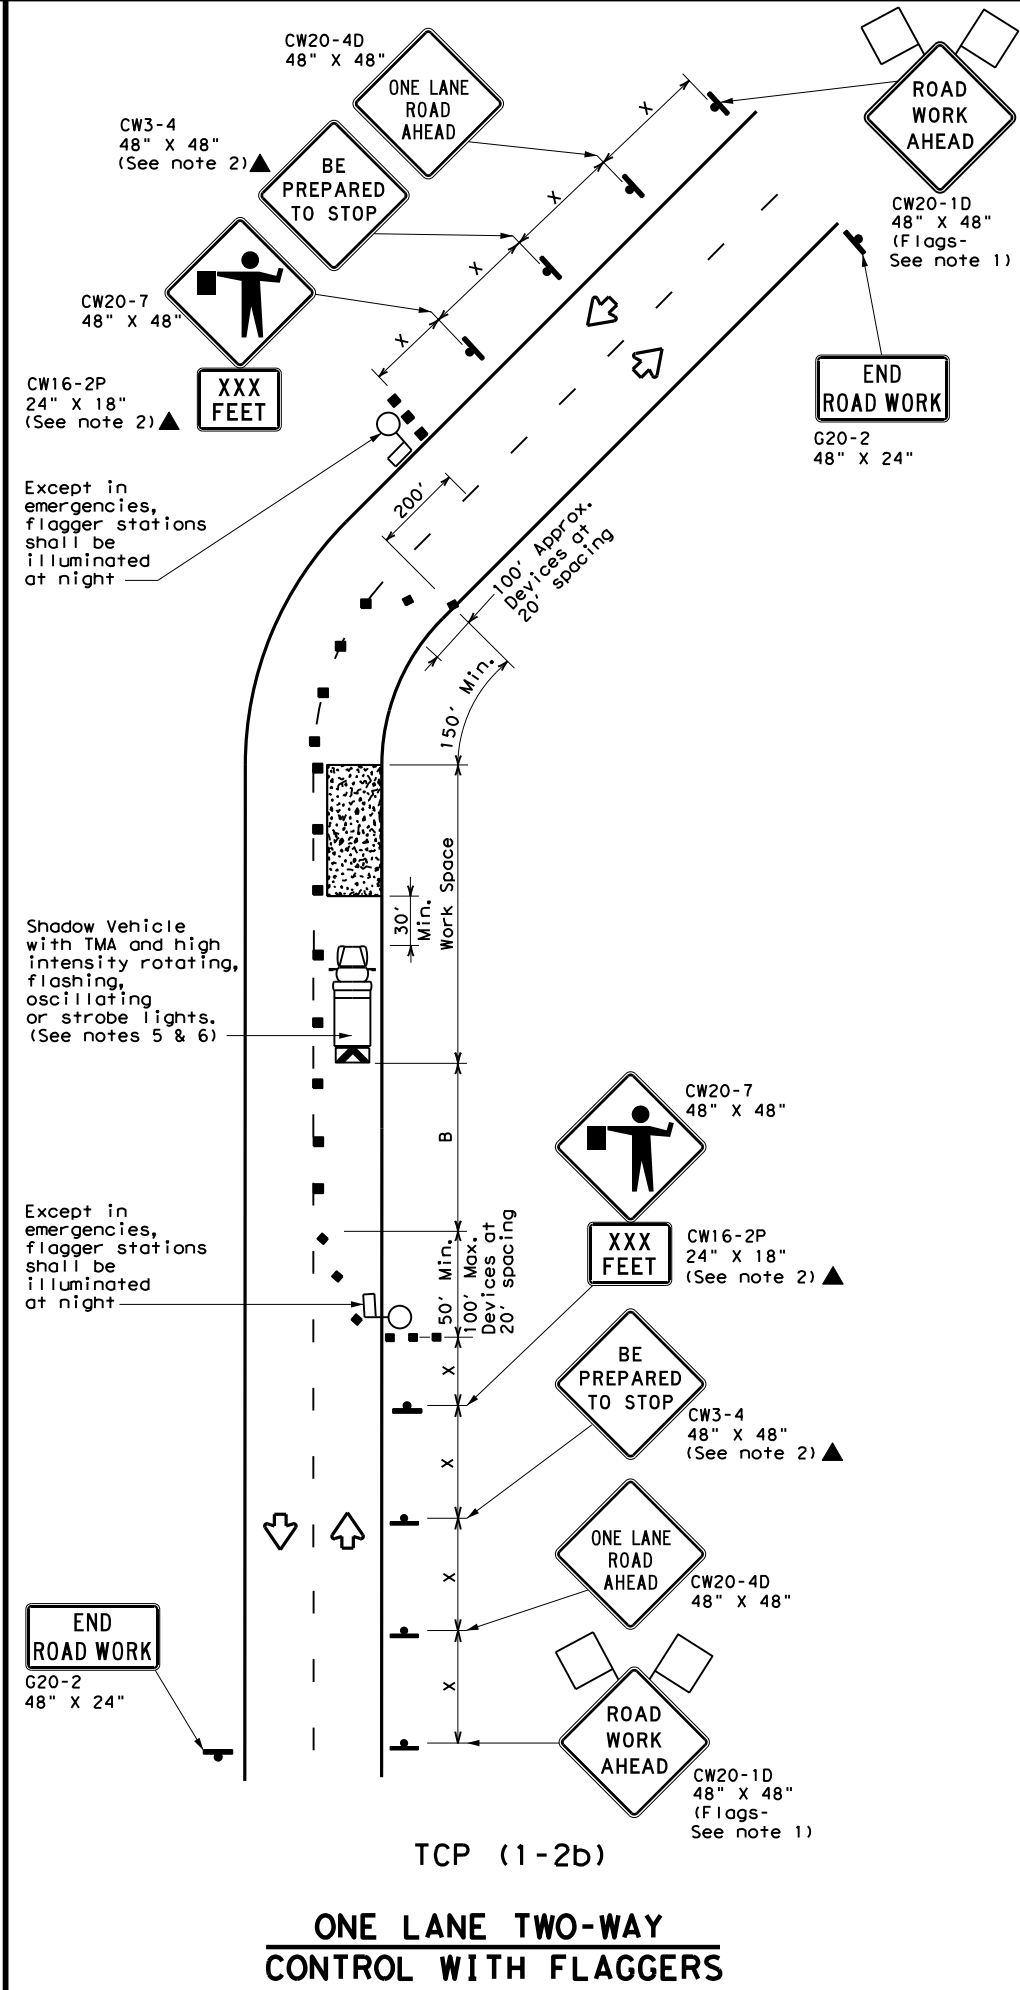 CW20-4D
48" X 48"
ONE LANE
ROAD
AHEAD
X
ROAD
WORK
AHEAD
CW20-1D
48" X 48"
(Flags-
See note 1)
CW3-4
48" X 48"
(See note 2)
BE
PREPARED
TO STOP
X
X
CW20-7
48" X 48"
X
CW16-2P
24" X 18"
(See note 2)
XXX
FEET
END
ROAD WORK
G20-2
48" X 24"
Except in
emergencies,
flagger stations
shall be
illuminated
at night
200'
100' Approx.
Devices at
20' spacing
150' Min.
Work Space
30'
Min.
Shadow Vehicle
with TMA and high
intensity rotating,
flashing,
oscillating
or strobe lights.
(See notes 5 & 6)
B
CW20-7
48" X 48"
Except in
emergencies,
flagger stations
shall be
illuminated
at night
50' Min.
100' Max.
Devices at
20' spacing
XXX
FEET
CW16-2P
24" X 18"
(See note 2)
X
BE
PREPARED
TO STOP
CW3-4
48" X 48"
(See note 2)
X
ONE LANE
ROAD
AHEAD
CW20-4D
48" X 48"
X
END
ROAD WORK
G20-2
48" X 24"
X
ROAD
WORK
AHEAD
CW20-1D
48" X 48"
(Flags-
See note 1)
TCP (1-2b)
ONE LANE TWO-WAY
CONTROL WITH FLAGGERS